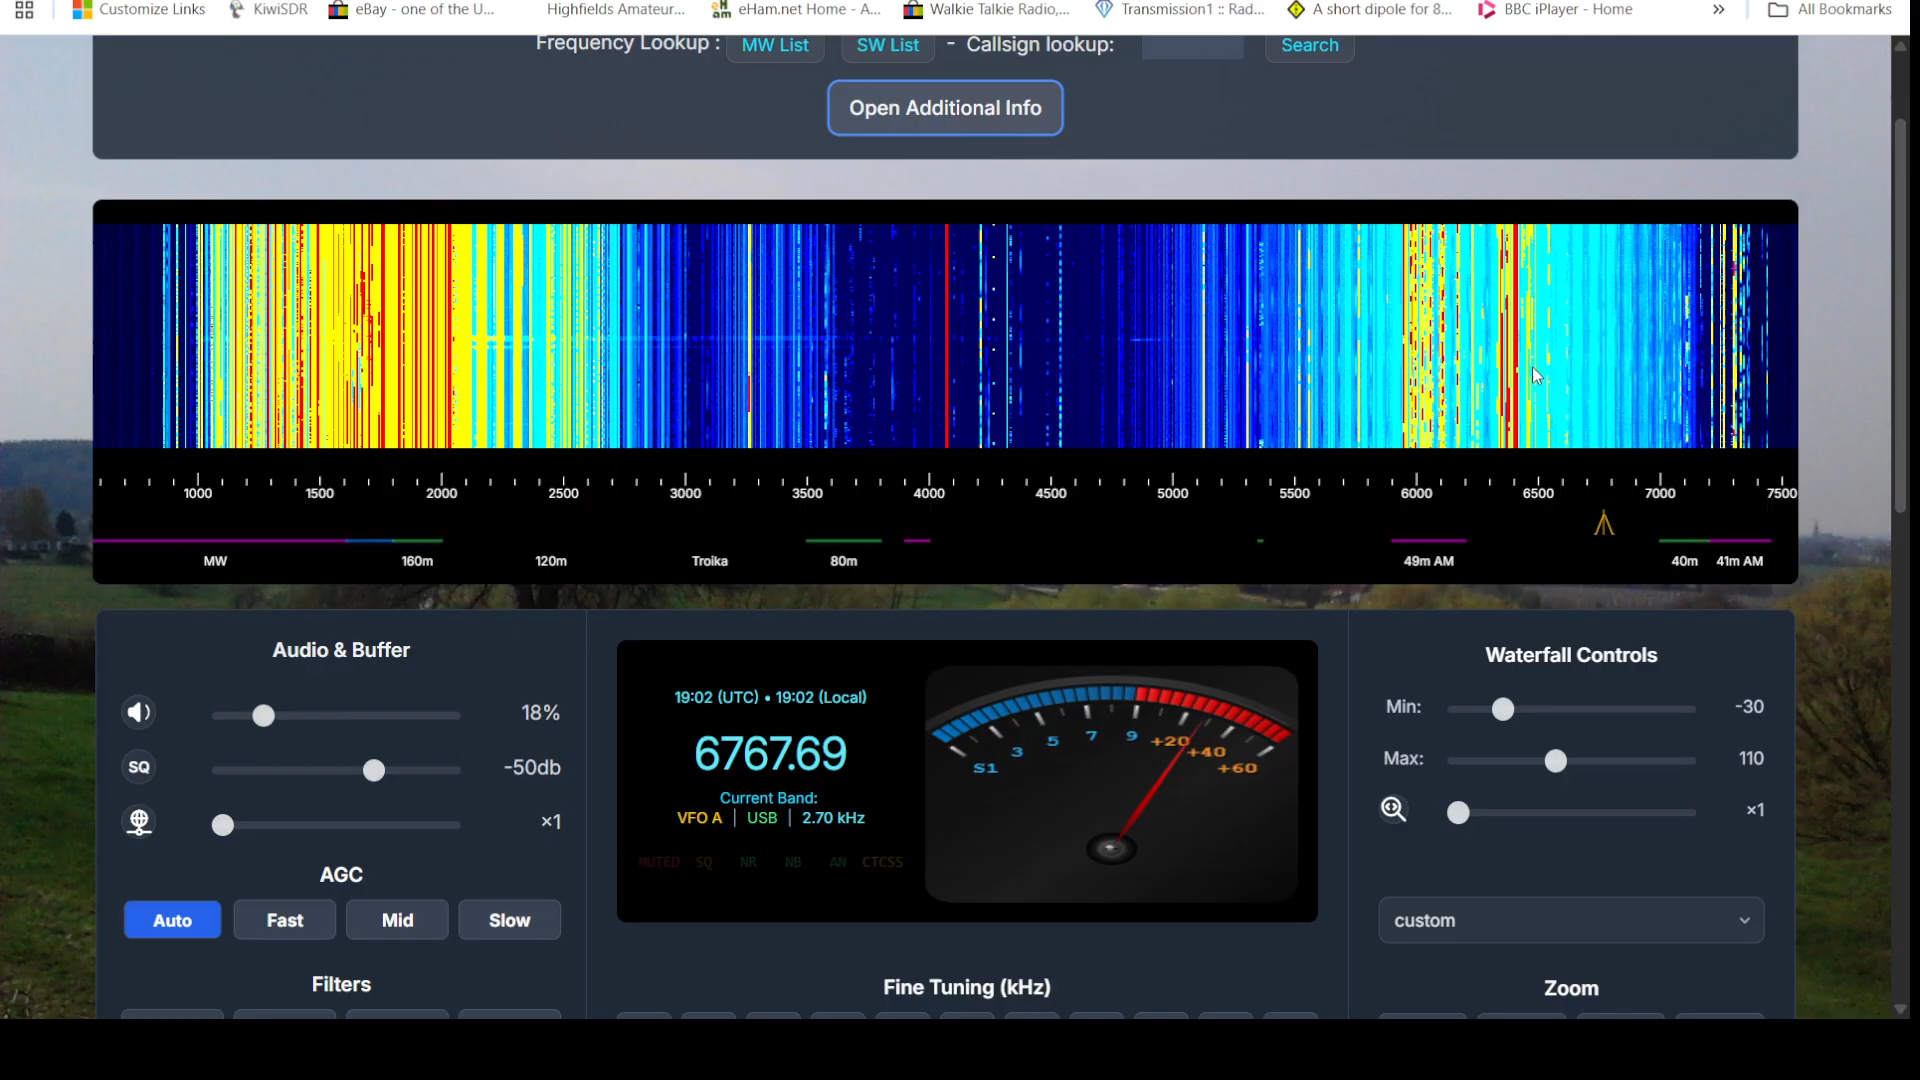 Customize Links KiwiSDR eBay - one of the U... Highfields Amateur... eHam.net Home - A... Walkie Talkie Radio,... Transmission1 :: Rad... A short dipole for 8... BBC iPlayer - Home » All Bookmarks
Frequency Lookup : MW List SW List - Callsign lookup: Search
Open Additional Info
1000 1500 2000 2500 3000 3500 4000 4500 5000 5500 6000 6500 7000 7500
MW 160m 120m Troika 80m 49m AM 40m 41m AM
Audio & Buffer
18%
SQ -50db
×1
AGC
Auto Fast Mid Slow
Filters
19:02 (UTC) • 19:02 (Local)
6767.69
Current Band:
VFO A | USB | 2.70 kHz
MUTED SQ NR NB AN CTCSS
S1 3 5 7 9 +20 +40 +60
Fine Tuning (kHz)
Waterfall Controls
Min: -30
Max: 110
×1
custom
Zoom